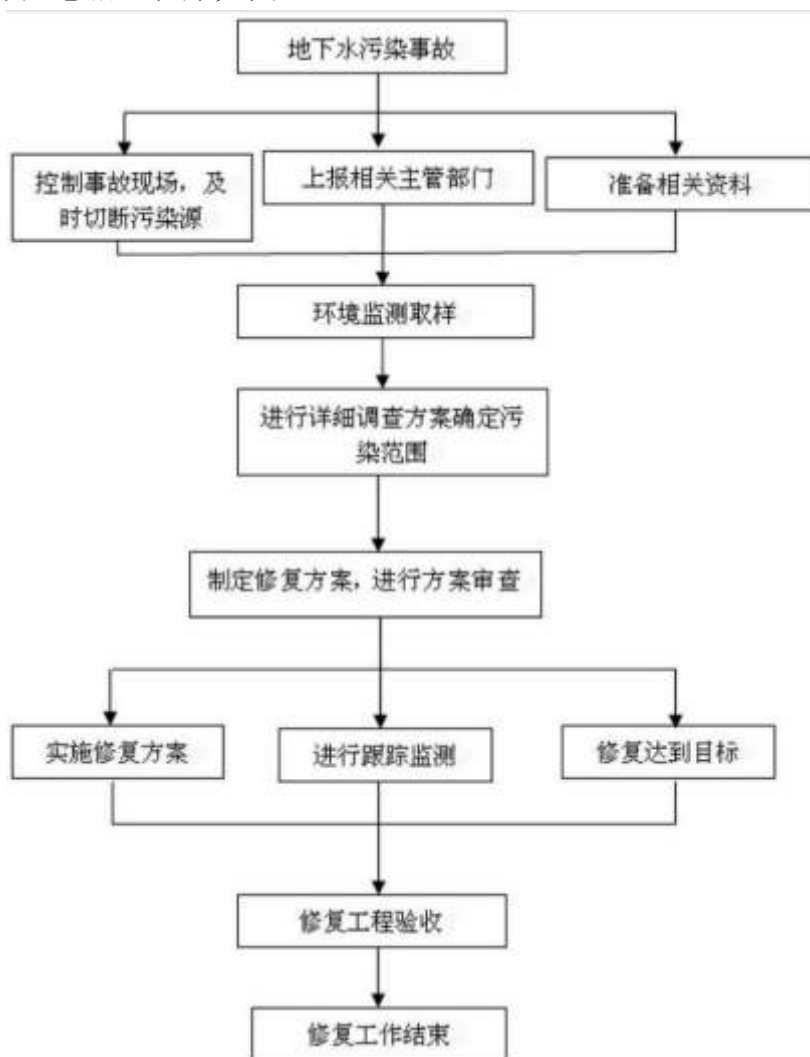 地下水污染事故
控制事故现场，及
时切断污染源
上报相关主管部门
准备相关资料
环境监测取样
进行详细调查方案确定污
染范围
制定修复方案，进行方案审查
实施修复方案
进行跟踪监测
修复达到目标
修复工程验收
修复工作结束